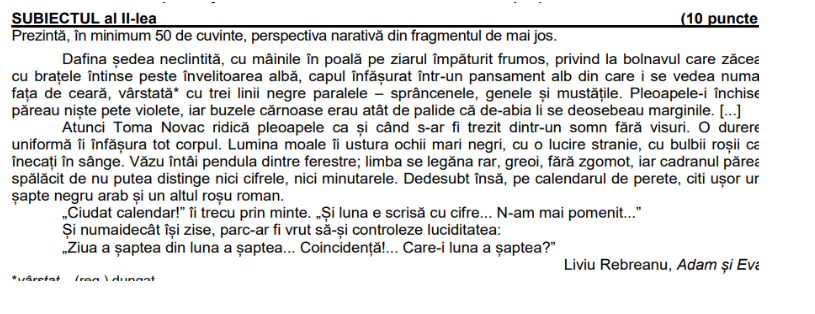 SUBIECTUL al II-lea (10 puncte
Prezintă, în minimum 50 de cuvinte, perspectiva narativă din fragmentul de mai jos.
Dafina ședea neclintită, cu mâinile în poală pe ziarul împăturit frumos, privind la bolnavul care zăcea
cu brațele întinse peste învelitoarea albă, capul înfășurat într-un pansament alb din care i se vedea numa
fața de ceară, vârstată* cu trei linii negre paralele – sprâncenele, genele și mustățile. Pleoapele-i închise
păreau niște pete violete, iar buzele cărnoase erau atât de palide că de-abia li se deosebeau marginile. [...]
Atunci Toma Novac ridică pleoapele ca și când s-ar fi trezit dintr-un somn fără visuri. O durere
uniformă îi înfășura tot corpul. Lumina moale îi ustura ochii mari negri, cu o lucire stranie, cu bulbii roșii ca
înecați în sânge. Văzu întâi pendula dintre ferestre; limba se legăna rar, greoi, fără zgomot, iar cadranul părea
spălăcit de nu putea distinge nici cifrele, nici minutarele. Dedesubt însă, pe calendarul de perete, citi ușor un
șapte negru arab și un altul roșu roman.
„Ciudat calendar!” îi trecu prin minte. „Și luna e scrisă cu cifre... N-am mai pomenit...”
Și numaidecât își zise, parc-ar fi vrut să-și controleze luciditatea:
„Ziua a șaptea din luna a șaptea... Coincidență!... Care-i luna a șaptea?”
Liviu Rebreanu, Adam și Eva
*vârstat – (reg.) dungat